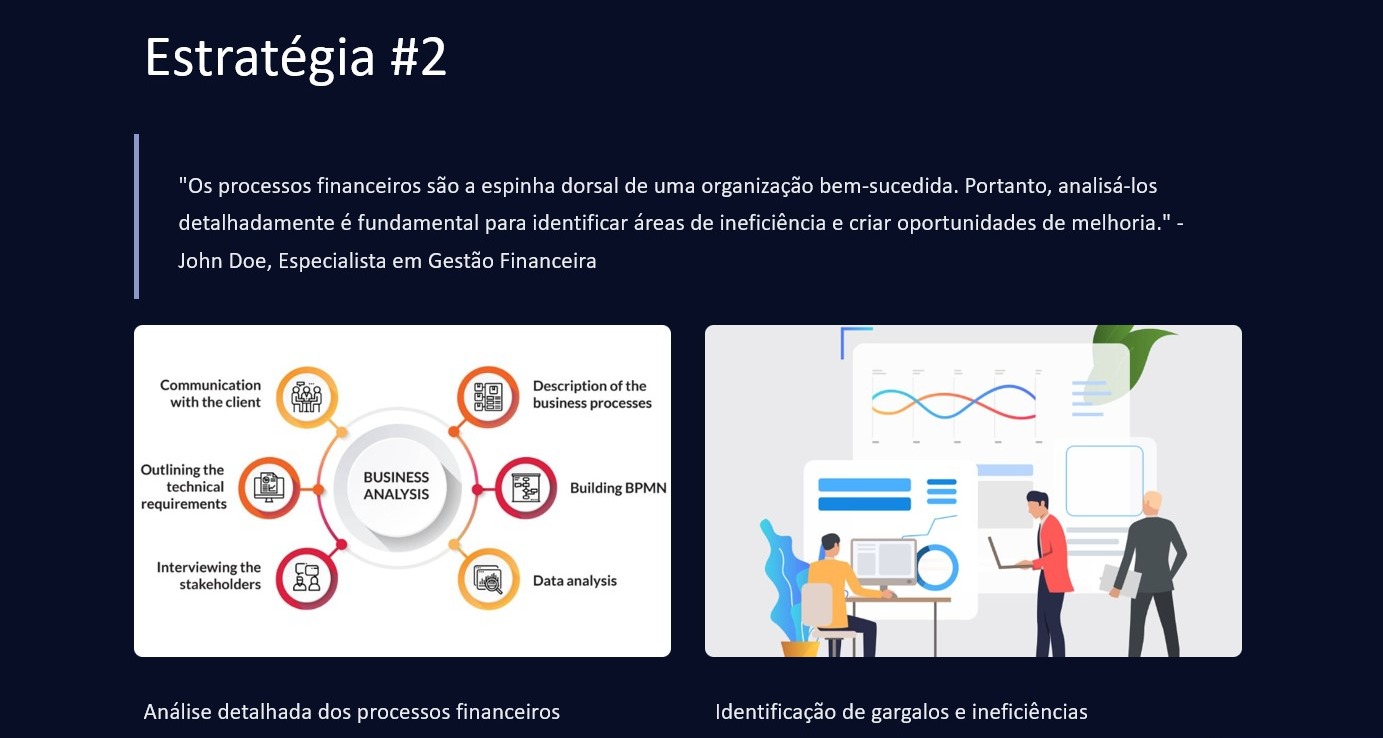 Estratégia #2
"Os processos financeiros são a espinha dorsal de uma organização bem-sucedida. Portanto, analisá-los
detalhadamente é fundamental para identificar áreas de ineficiência e criar oportunidades de melhoria." -
John Doe, Especialista em Gestão Financeira
Communication
with the client
Outlining the
technical
requirements
Interviewing the
stakeholders
BUSINESS
ANALYSIS
Description of the
business processes
Building BPMN
Data analysis
Análise detalhada dos processos financeiros
Identificação de gargalos e ineficiências